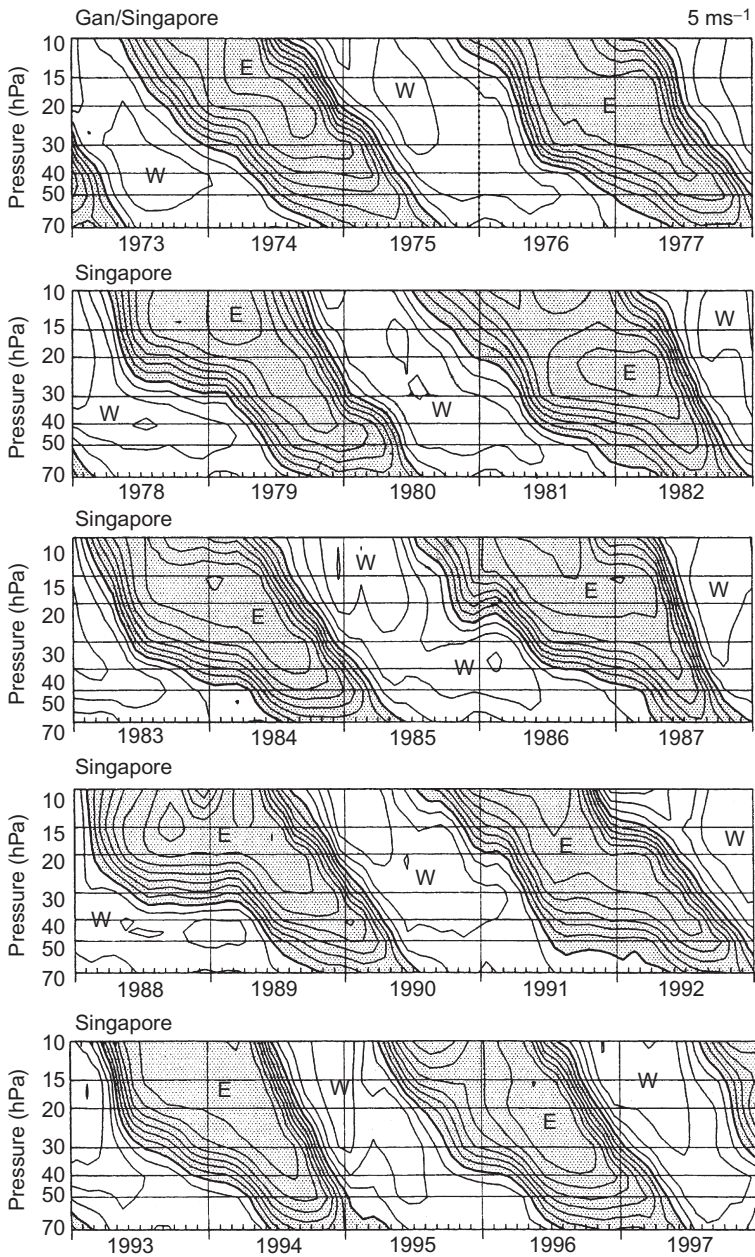 Gan/Singapore 5 ms⁻¹
Pressure (hPa)
10
15
20
30
40
50
70
E
W
W
E
1973 1974 1975 1976 1977
Singapore
Pressure (hPa)
10
15
20
30
40
50
70
E
W
W
W
E
1978 1979 1980 1981 1982
Singapore
Pressure (hPa)
10
15
20
30
40
50
70
W
E
W
E
W
1983 1984 1985 1986 1987
Singapore
Pressure (hPa)
10
15
20
30
40
50
70
E
W
W
E
W
1988 1989 1990 1991 1992
Singapore
Pressure (hPa)
10
15
20
30
40
50
70
E
W
E
W
1993 1994 1995 1996 1997